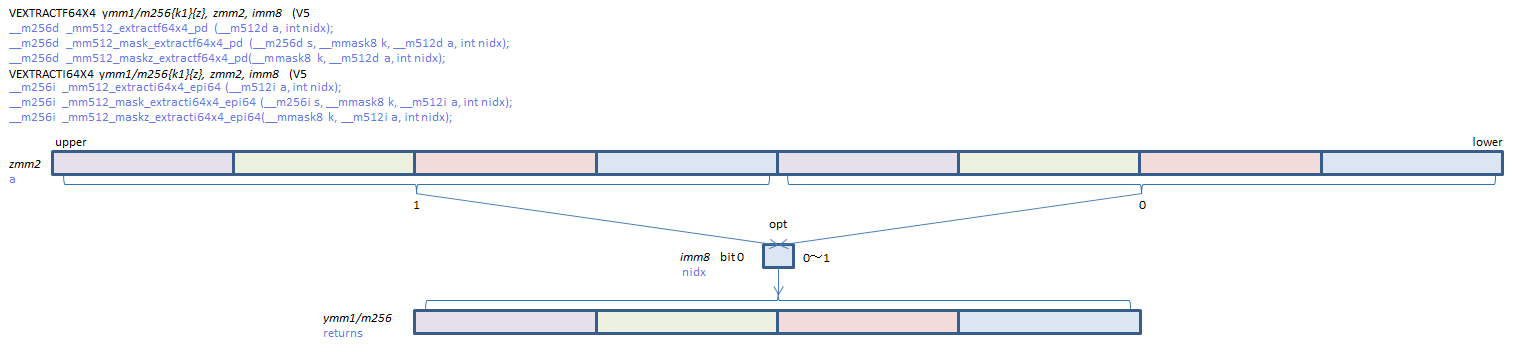 VEXTRACTF64X4 ymm1/m256{k1}{z}, zmm2, imm8 (V5
__m256d _mm512_extractf64x4_pd (__m512d a, int nidx);
__m256d _mm512_mask_extractf64x4_pd (__m256d s, __mmask8 k, __m512d a, int nidx);
__m256d _mm512_maskz_extractf64x4_pd(__mmask8 k, __m512d a, int nidx);
VEXTRACTI64X4 ymm1/m256{k1}{z}, zmm2, imm8 (V5
__m256i _mm512_extracti64x4_epi64 (__m512i a, int nidx);
__m256i _mm512_mask_extracti64x4_epi64 (__m256i s, __mmask8 k, __m512i a, int nidx);
__m256i _mm512_maskz_extracti64x4_epi64(__mmask8 k, __m512i a, int nidx);
upper lower
zmm2
a
1 0
opt
imm8 bit 0 0～1
nidx
ymm1/m256
returns